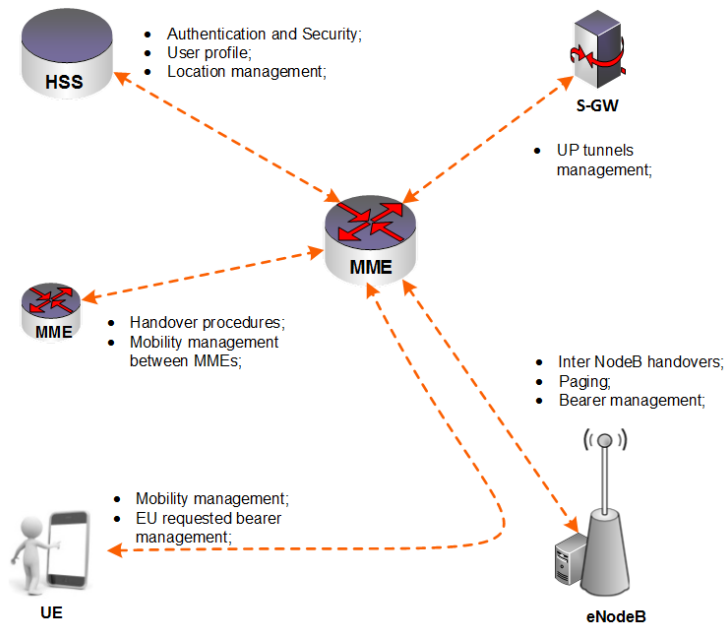 • Authentication and Security;
• User profile;
• Location management;
HSS
S-GW
• UP tunnels
management;
MME
MME
• Handover procedures;
• Mobility management
between MMEs;
• Inter NodeB handovers;
• Paging;
• Bearer management;
• Mobility management;
• EU requested bearer
management;
UE
eNodeB